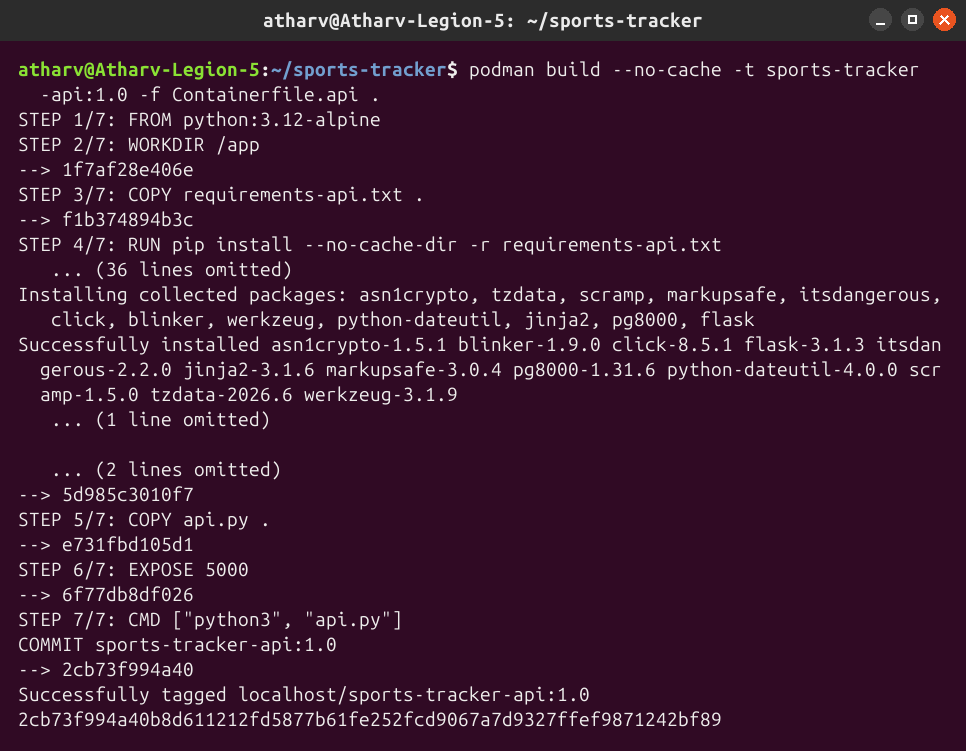 atharv@Atharv-Legion-5: ~/sports-tracker
atharv@Atharv-Legion-5:~/sports-tracker$ podman build --no-cache -t sports-tracker
-api:1.0 -f Containerfile.api .
STEP 1/7: FROM python:3.12-alpine
STEP 2/7: WORKDIR /app
--> 1f7af28e406e
STEP 3/7: COPY requirements-api.txt .
--> f1b374894b3c
STEP 4/7: RUN pip install --no-cache-dir -r requirements-api.txt
... (36 lines omitted)
Installing collected packages: asn1crypto, tzdata, scramp, markupsafe, itsdangerous,
click, blinker, werkzeug, python-dateutil, jinja2, pg8000, flask
Successfully installed asn1crypto-1.5.1 blinker-1.9.0 click-8.5.1 flask-3.1.3 itsdan
gerous-2.2.0 jinja2-3.1.6 markupsafe-3.0.4 pg8000-1.31.6 python-dateutil-4.0.0 scr
amp-1.5.0 tzdata-2026.6 werkzeug-3.1.9
... (1 line omitted)
... (2 lines omitted)
--> 5d985c3010f7
STEP 5/7: COPY api.py .
--> e731fbd105d1
STEP 6/7: EXPOSE 5000
--> 6f77db8df026
STEP 7/7: CMD ["python3", "api.py"]
COMMIT sports-tracker-api:1.0
--> 2cb73f994a40
Successfully tagged localhost/sports-tracker-api:1.0
2cb73f994a40b8d611212fd5877b61fe252fcd9067a7d9327ffef9871242bf89